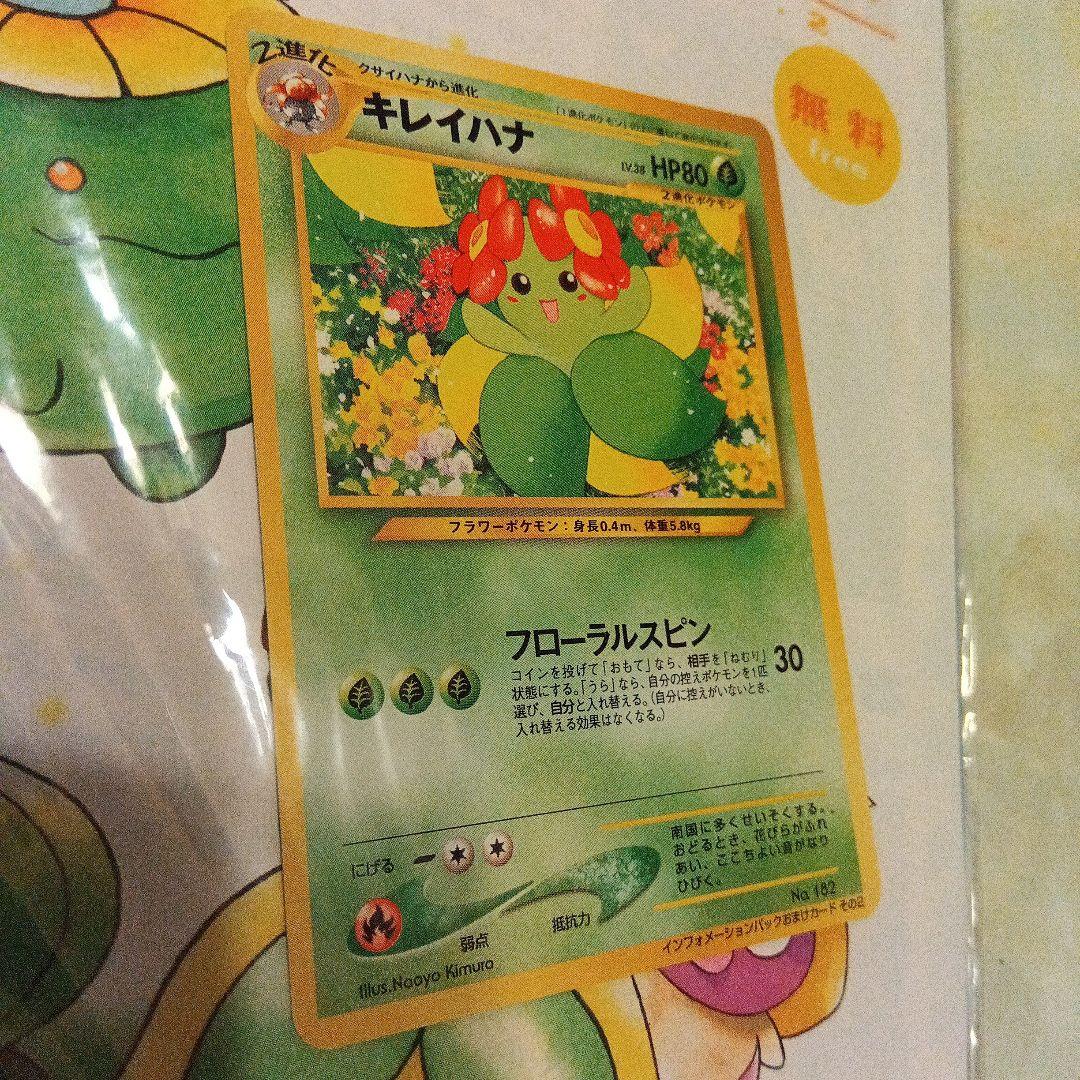 無料
free
2進化
クサイハナから進化
キレイハナ
LV.38 HP80
2進化ポケモン
フラワーポケモン：身長0.4m、体重5.8kg
フローラルスピン
30
コインを投げて「おもて」なら、相手を「ねむり」
状態にする。「うら」なら、自分の控えポケモンを1匹
選び、自分と入れ替える。（自分に控えがいないとき、
入れ替える効果はなくなる。）
にげる
弱点
抵抗力
南国に多くせいそくする。
おどるとき、花びらがふれ
あい、ここちよい音がなり
ひびく。
No.182
インフォメーションパックおまけカード その2
Illus. Naoyo Kimura